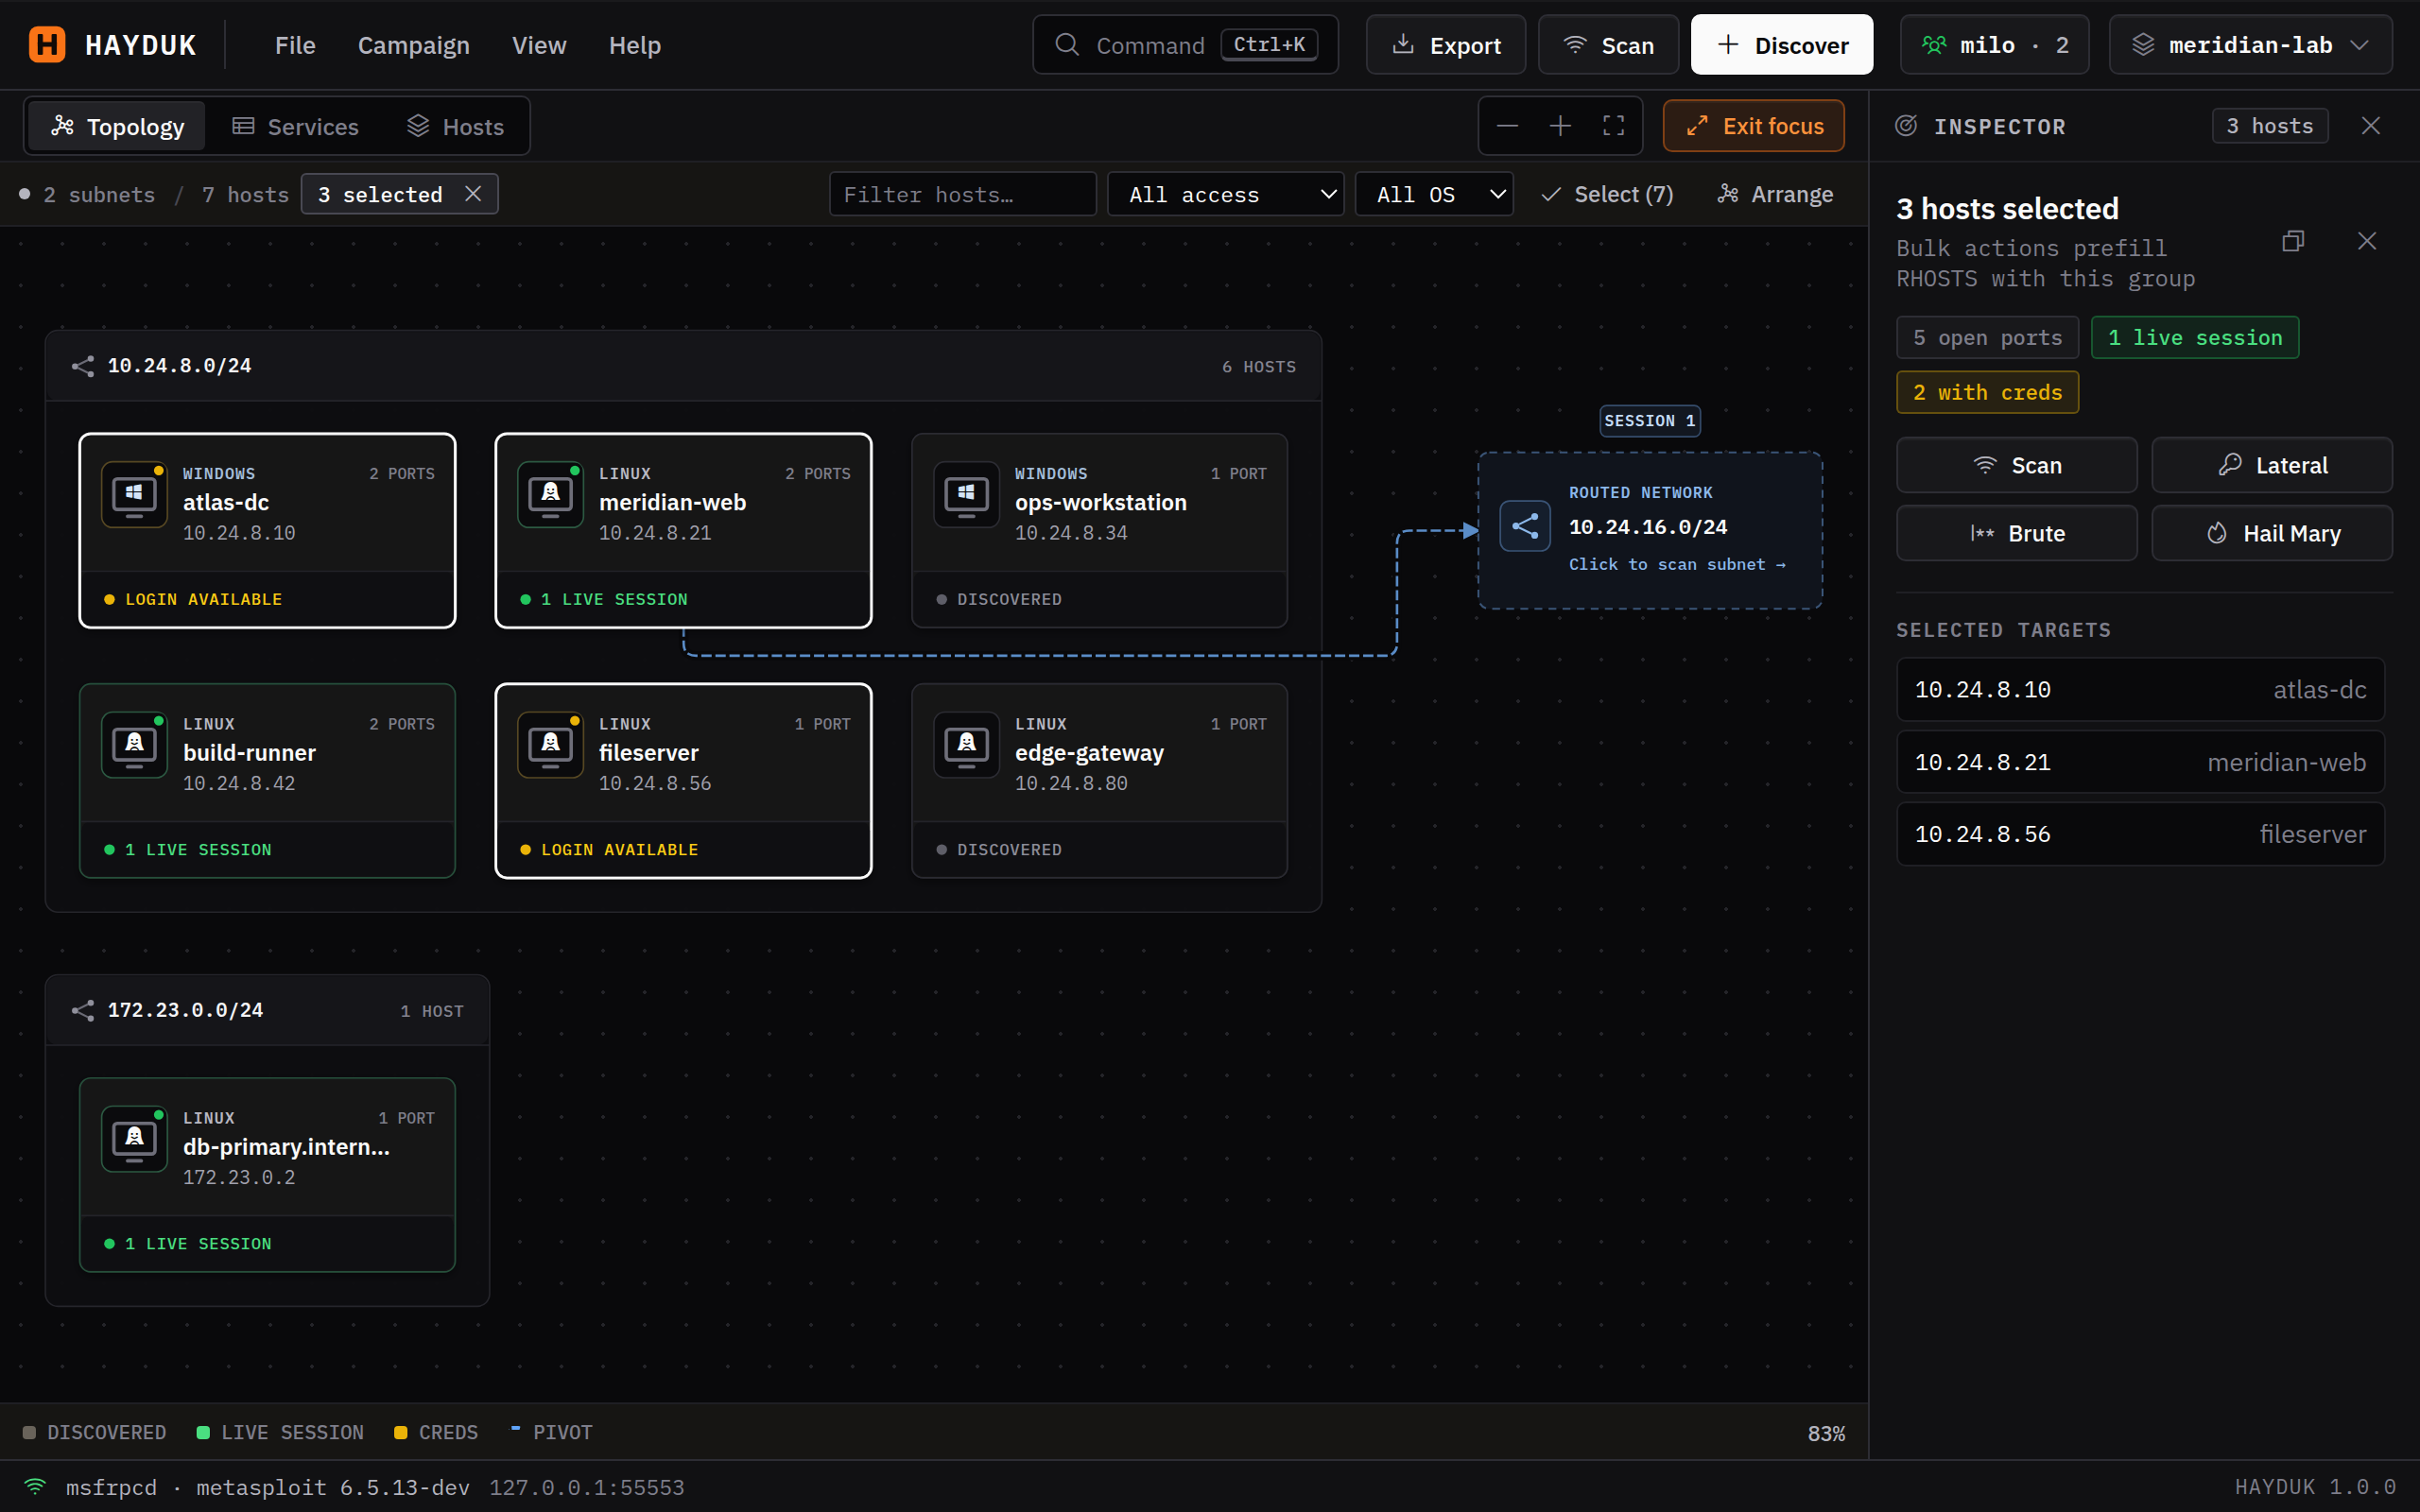 HAYDUK File Campaign View Help Command Ctrl+K Export Scan Discover milo · 2 meridian-lab
Topology Services Hosts Exit focus
2 subnets / 7 hosts 3 selected Filter hosts… All access All OS Select (7) Arrange
10.24.8.0/24 6 HOSTS
WINDOWS 2 PORTS
atlas-dc
10.24.8.10
LOGIN AVAILABLE
LINUX 2 PORTS
meridian-web
10.24.8.21
1 LIVE SESSION
WINDOWS 1 PORT
ops-workstation
10.24.8.34
DISCOVERED
LINUX 2 PORTS
build-runner
10.24.8.42
1 LIVE SESSION
LINUX 1 PORT
fileserver
10.24.8.56
LOGIN AVAILABLE
LINUX 1 PORT
edge-gateway
10.24.8.80
DISCOVERED
SESSION 1
ROUTED NETWORK
10.24.16.0/24
Click to scan subnet →
172.23.0.0/24 1 HOST
LINUX 1 PORT
db-primary.intern...
172.23.0.2
1 LIVE SESSION
DISCOVERED LIVE SESSION CREDS PIVOT 83%
INSPECTOR 3 hosts
3 hosts selected
Bulk actions prefill
RHOSTS with this group
5 open ports 1 live session
2 with creds
Scan Lateral
Brute Hail Mary
SELECTED TARGETS
10.24.8.10 atlas-dc
10.24.8.21 meridian-web
10.24.8.56 fileserver
msfrpcd · metasploit 6.5.13-dev 127.0.0.1:55553 HAYDUK 1.0.0